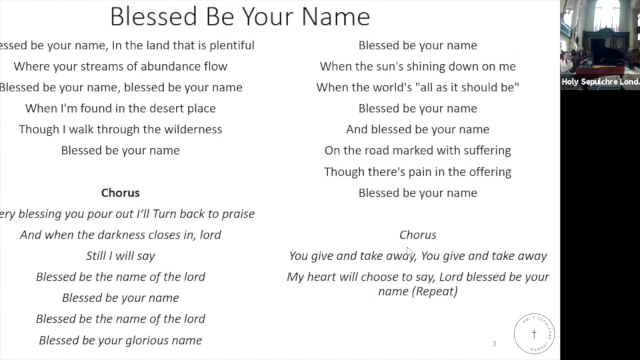 Blessed Be Your Name
essed be your name, In the land that is plentiful
Where your streams of abundance flow
Blessed be your name, blessed be your name
When I'm found in the desert place
Though I walk through the wilderness
Blessed be your name
Chorus
ery blessing you pour out I'll Turn back to praise
And when the darkness closes in, lord
Still I will say
Blessed be the name of the lord
Blessed be your name
Blessed be the name of the lord
Blessed be your glorious name
Blessed be your name
When the sun's shining down on me
When the world's "all as it should be"
Blessed be your name
And blessed be your name
On the road marked with suffering
Though there's pain in the offering
Blessed be your name
Chorus
You give and take away, You give and take away
My heart will choose to say, Lord blessed be your
name (Repeat)
3
HOLY SEPULCHRE LONDON
Holy Sepulchre Lond...